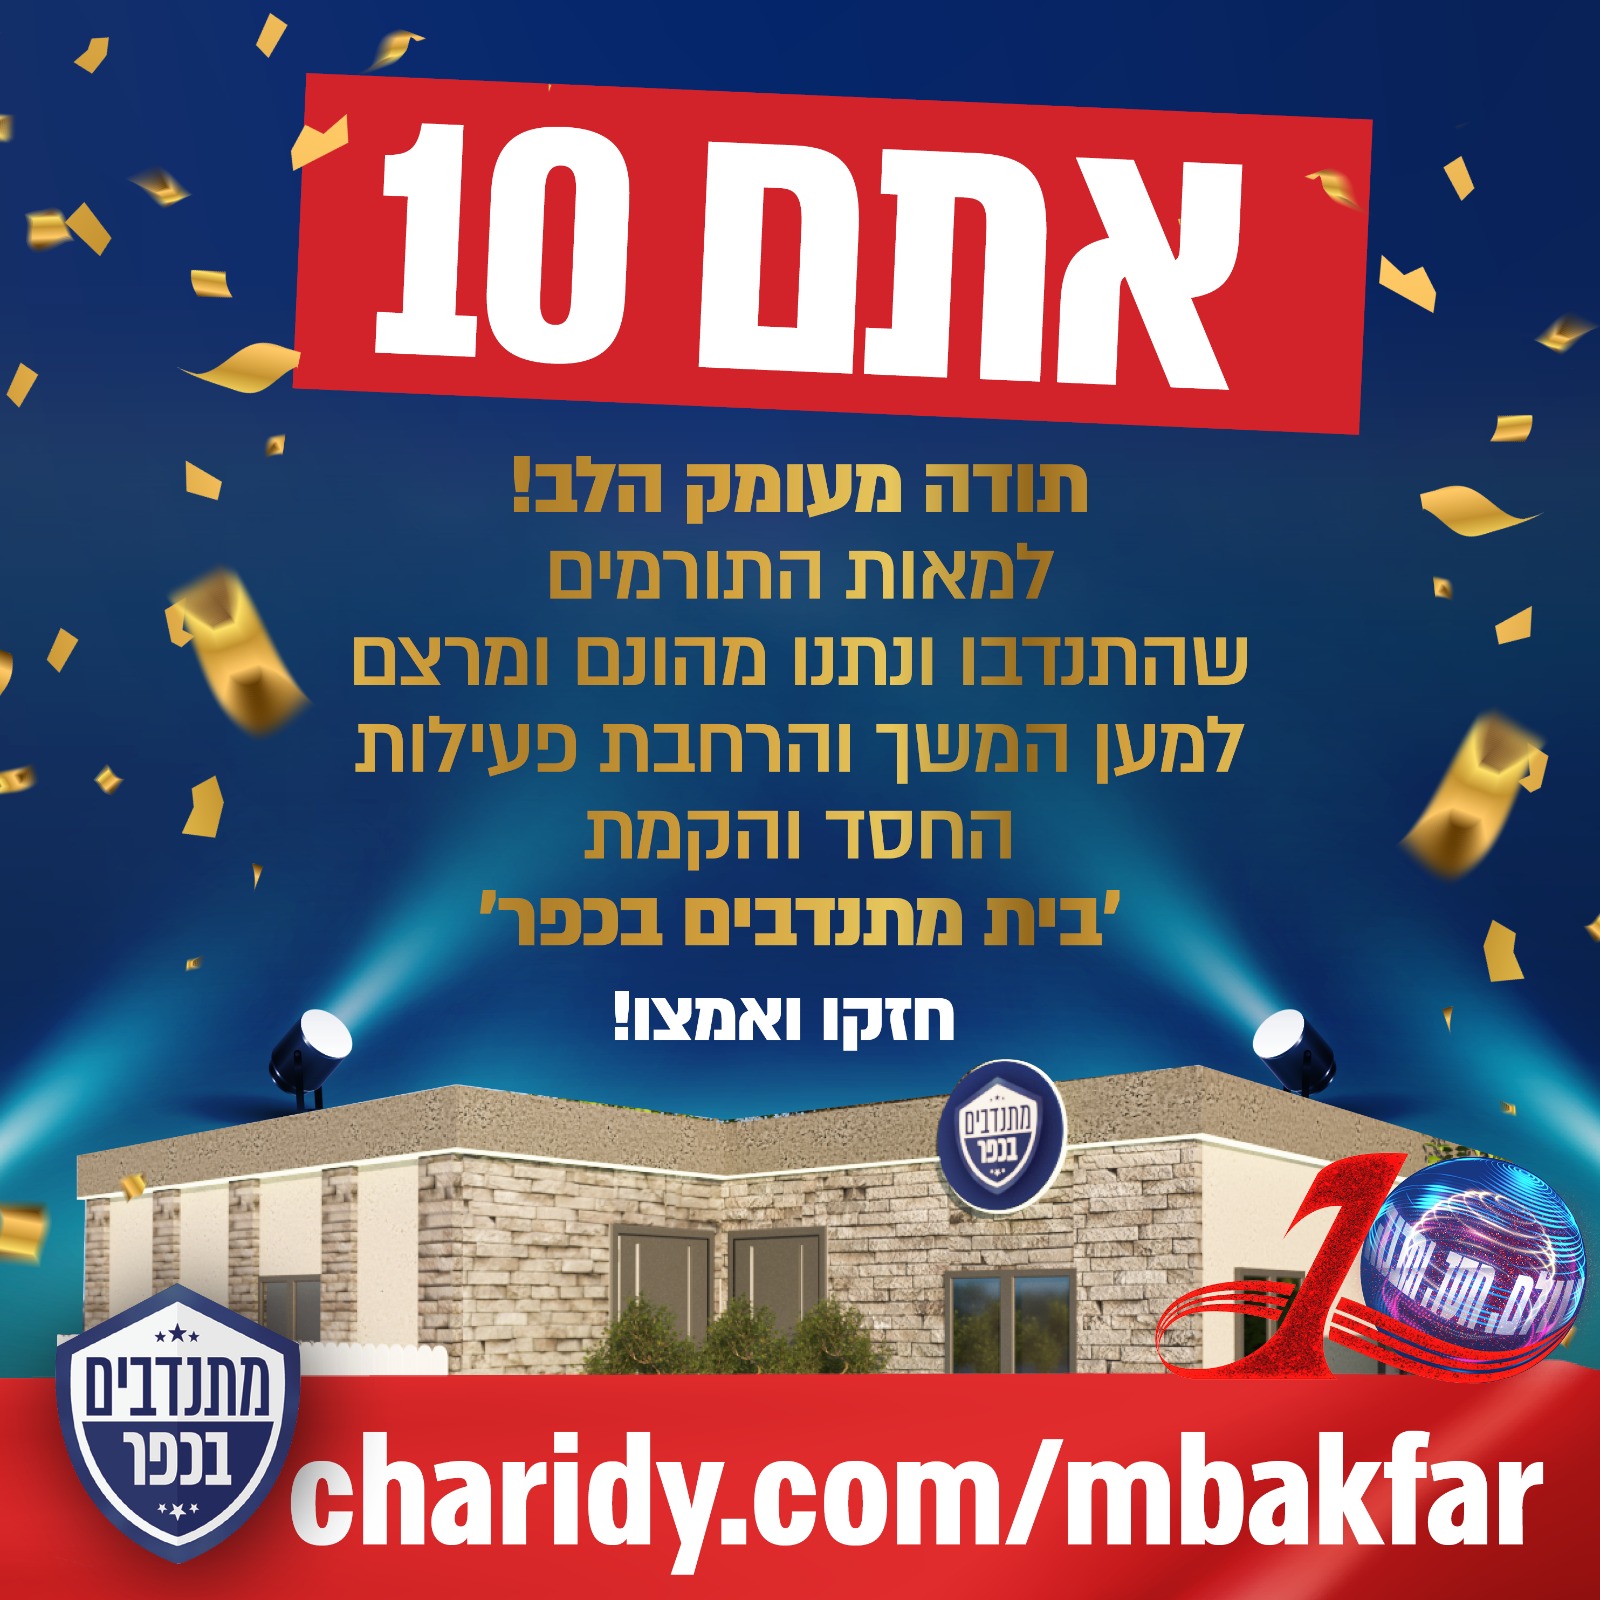 אתם 10
תודה מעומק הלב!
למאות התורמים
שהתנדבו ונתנו מהונם ומרצם
למען המשך והרחבת פעילות
החסד והקמת
'בית מתנדבים בכפר'
חזקו ואמצו!
מתנדבים
בכפר
10
מתנדבים
בכפר
charidy.com/mbakfar